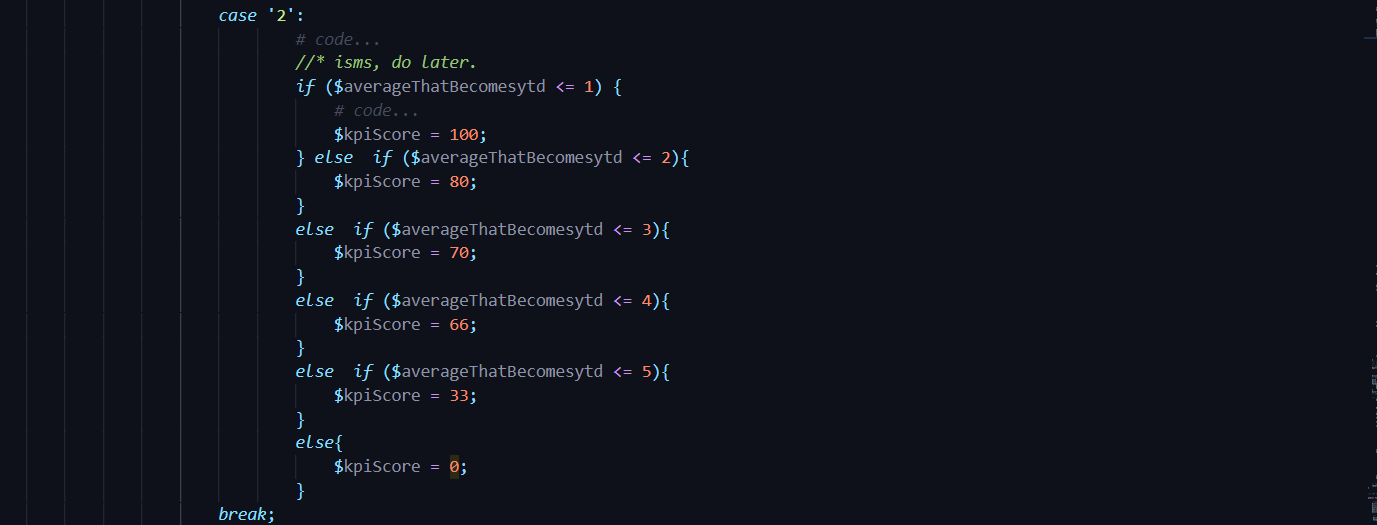 case '2':
# code...
//* isms, do later.
if ($averageThatBecomesytd <= 1) {
# code...
$kpiScore = 100;
} else  if ($averageThatBecomesytd <= 2){
$kpiScore = 80;
}
else  if ($averageThatBecomesytd <= 3){
$kpiScore = 70;
}
else  if ($averageThatBecomesytd <= 4){
$kpiScore = 66;
}
else  if ($averageThatBecomesytd <= 5){
$kpiScore = 33;
}
else{
$kpiScore = 0;
}
break;